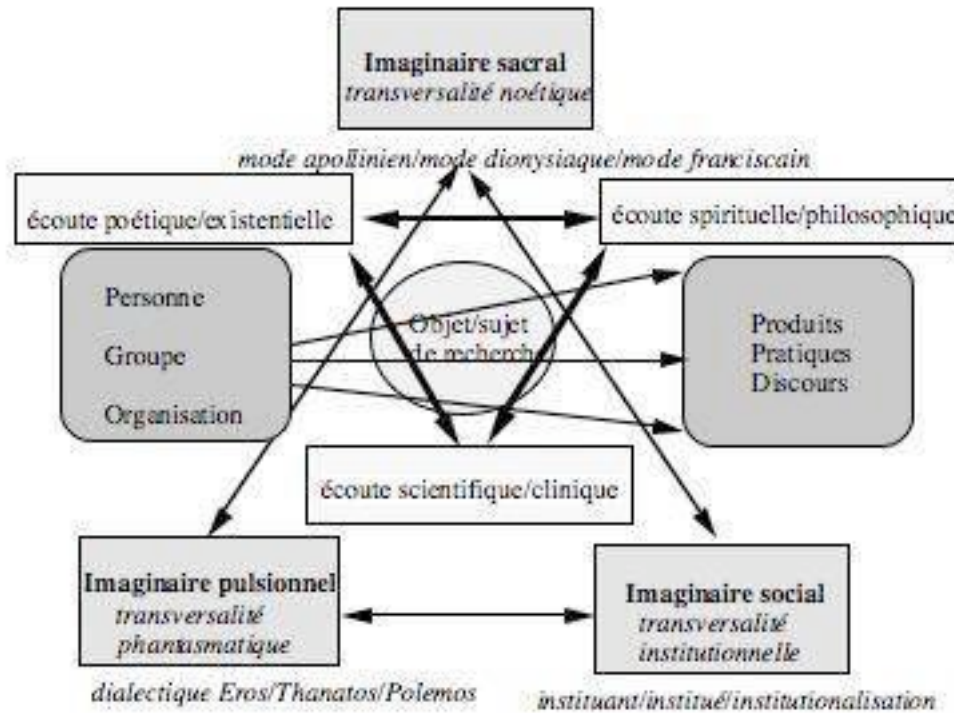 Imaginaire sacral
transversalité noétique
mode apollinien/mode dionysiaque/mode franciscain
écoute poétique/existentielle
écoute spirituelle/philosophique
Personne
Groupe
Organisation
Objet/sujet
de recherche
Produits
Pratiques
Discours
écoute scientifique/clinique
Imaginaire pulsionnel
transversalité
phantasmatique
dialectique Eros/Thanatos/Polemos
Imaginaire social
transversalité
institutionnelle
instituant/institué/institutionalisation